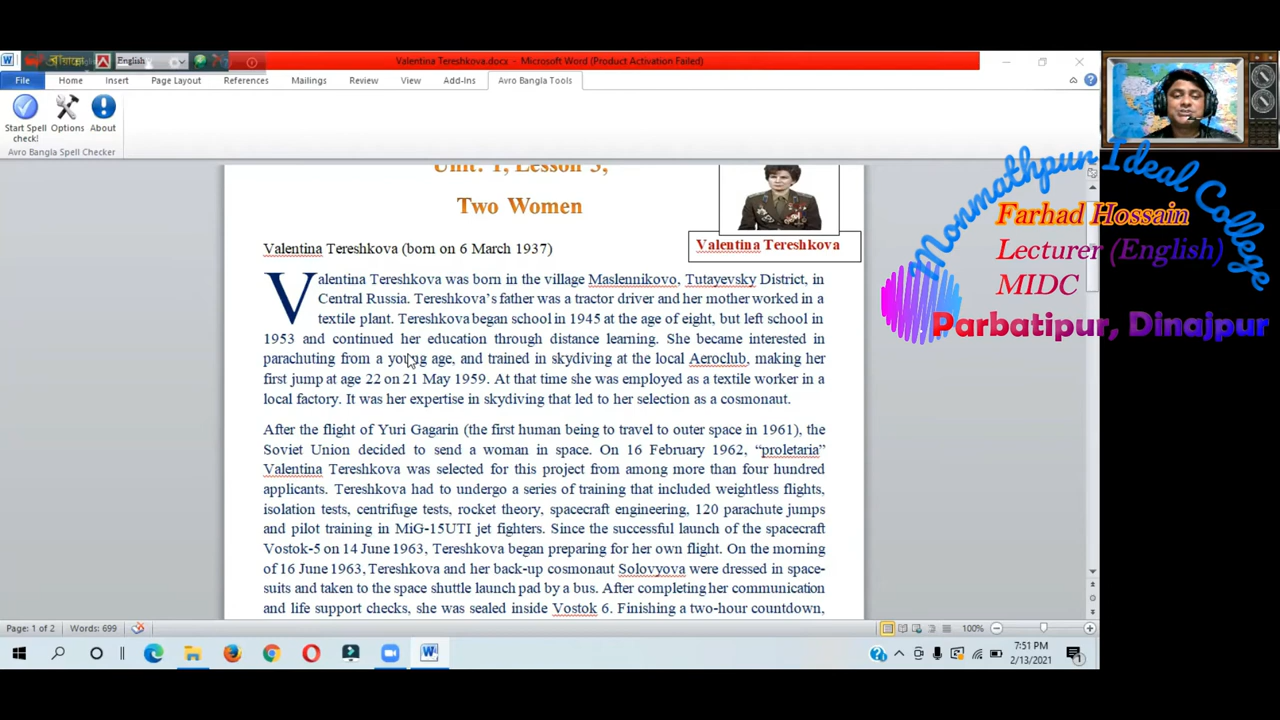 English
Valentina Tereshkova.docx - Microsoft Word (Product Activation Failed)
File Home Insert Page Layout References Mailings Review View Add-Ins Avro Bangla Tools
Start Spell check! Options About
Avro Bangla Spell Checker
Unit: 1, Lesson 3,
Two Women
Valentina Tereshkova
Valentina Tereshkova (born on 6 March 1937)
Valentina Tereshkova was born in the village Maslennikovo, Tutayevsky District, in
Central Russia. Tereshkova's father was a tractor driver and her mother worked in a
textile plant. Tereshkova began school in 1945 at the age of eight, but left school in
1953 and continued her education through distance learning. She became interested in
parachuting from a young age, and trained in skydiving at the local Aeroclub, making her
first jump at age 22 on 21 May 1959. At that time she was employed as a textile worker in a
local factory. It was her expertise in skydiving that led to her selection as a cosmonaut.
After the flight of Yuri Gagarin (the first human being to travel to outer space in 1961), the
Soviet Union decided to send a woman in space. On 16 February 1962, “proletaria”
Valentina Tereshkova was selected for this project from among more than four hundred
applicants. Tereshkova had to undergo a series of training that included weightless flights,
isolation tests, centrifuge tests, rocket theory, spacecraft engineering, 120 parachute jumps
and pilot training in MiG-15UTI jet fighters. Since the successful launch of the spacecraft
Vostok-5 on 14 June 1963, Tereshkova began preparing for her own flight. On the morning
of 16 June 1963, Tereshkova and her back-up cosmonaut Solovyova were dressed in space-
suits and taken to the space shuttle launch pad by a bus. After completing her communication
and life support checks, she was sealed inside Vostok 6. Finishing a two-hour countdown,
Monmathpur Ideal College
Farhad Hossain
Lecturer (English)
MIDC
Parbatipur, Dinajpur
Page: 1 of 2 Words: 699
100%
7:51 PM
2/13/2021